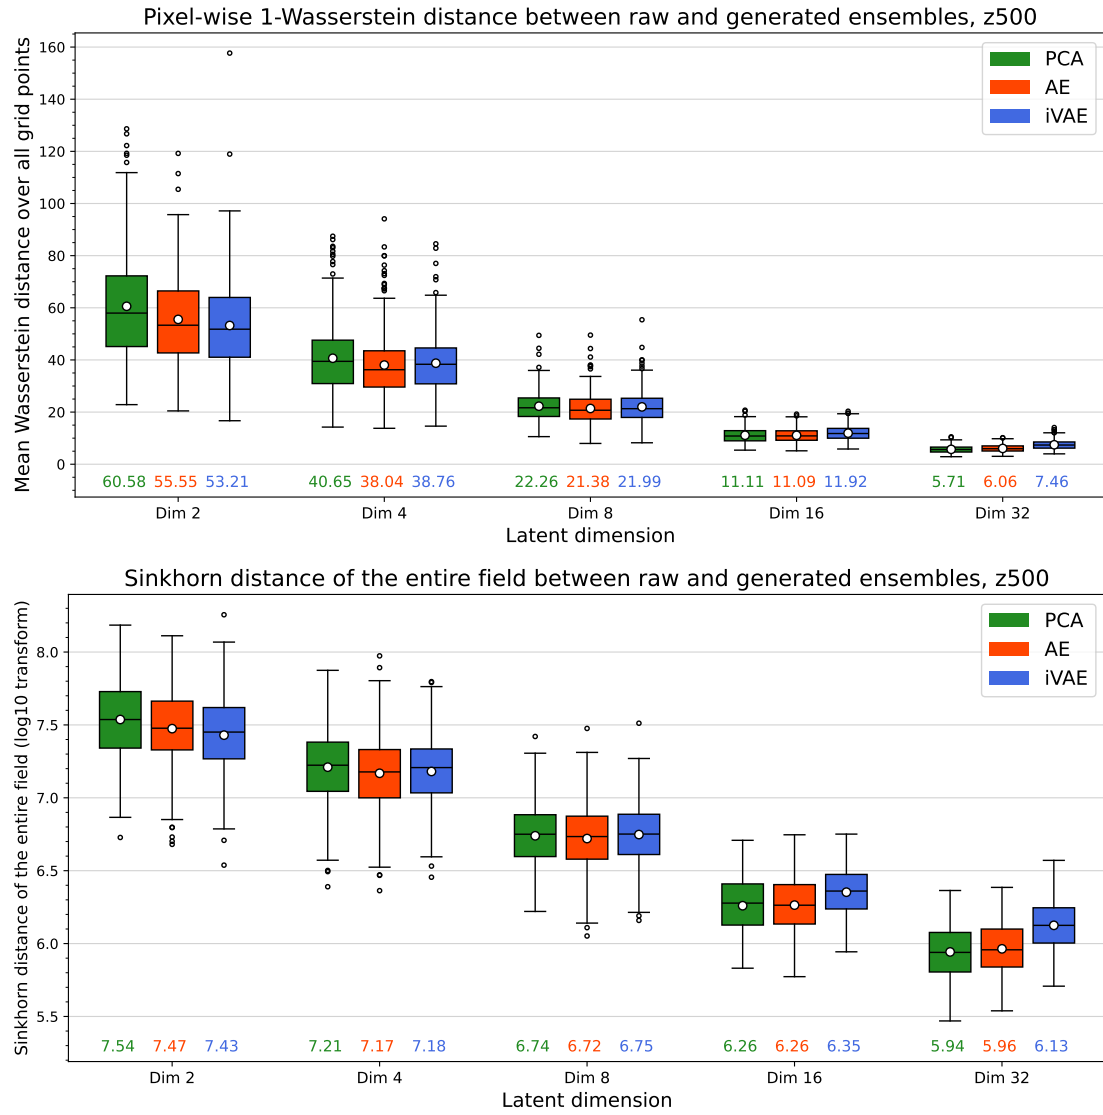 Pixel-wise 1-Wasserstein distance between raw and generated ensembles, z500
Mean Wasserstein distance over all grid points
160
140
120
100
80
60
40
20
0
PCA
AE
iVAE
60.58 55.55 53.21 40.65 38.04 38.76 22.26 21.38 21.99 11.11 11.09 11.92 5.71 6.06 7.46
Dim 2 Dim 4 Dim 8 Dim 16 Dim 32
Latent dimension
Sinkhorn distance of the entire field between raw and generated ensembles, z500
Sinkhorn distance of the entire field (log10 transform)
8.0
7.5
7.0
6.5
6.0
5.5
PCA
AE
iVAE
7.54 7.47 7.43 7.21 7.17 7.18 6.74 6.72 6.75 6.26 6.26 6.35 5.94 5.96 6.13
Dim 2 Dim 4 Dim 8 Dim 16 Dim 32
Latent dimension